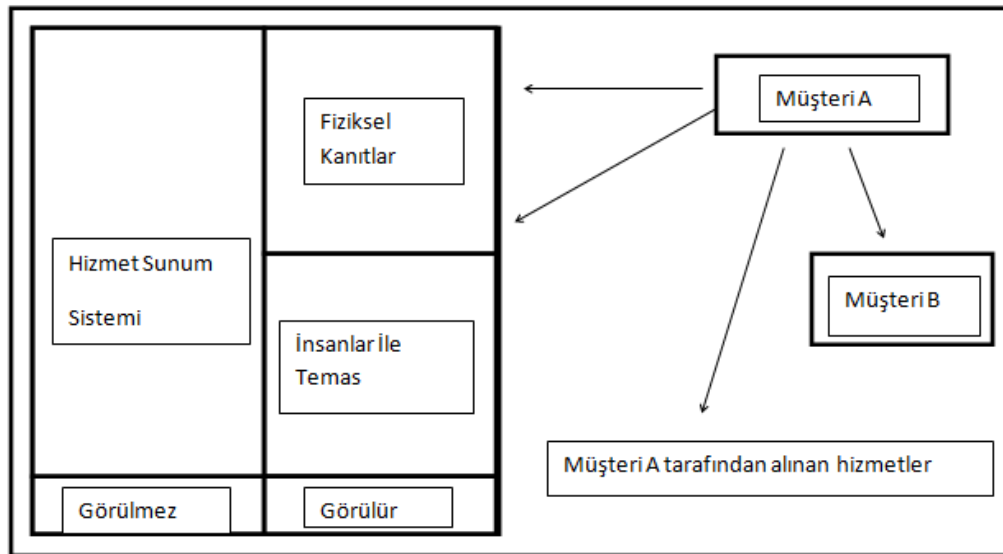 Fiziksel
Kanıtlar
Müşteri A
Hizmet Sunum
Sistemi
İnsanlar İle
Temas
Müşteri B
Müşteri A tarafından alınan hizmetler
Görülmez
Görülür